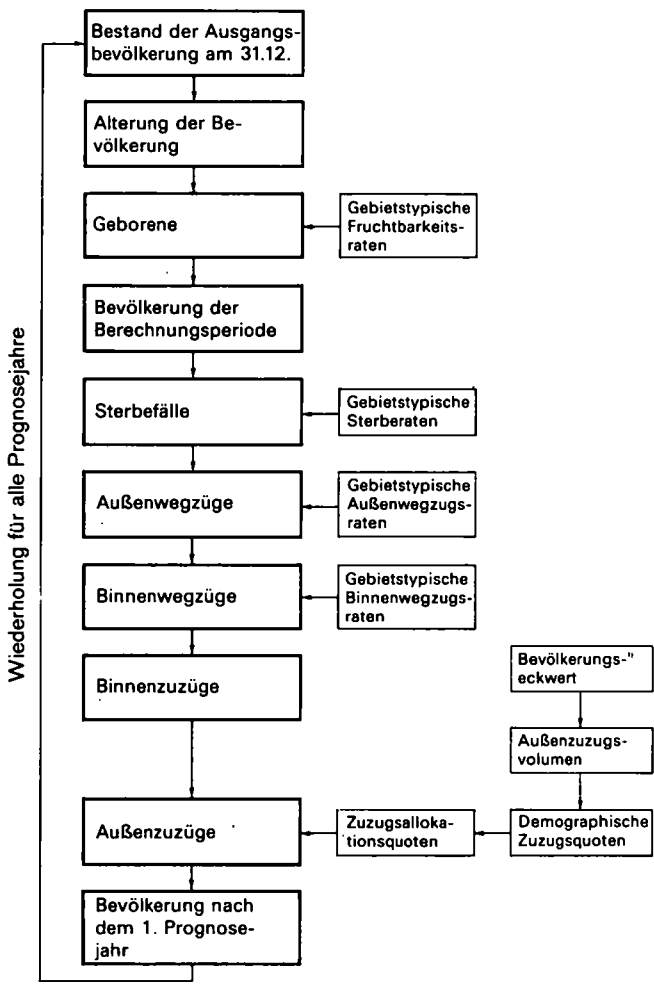 Bestand der Ausgangs-
bevölkerung am 31.12.
Alterung der Be-
völkerung
Geborene
Gebietstypische
Fruchtbarkeits-
raten
Bevölkerung der
Berechnungsperiode
Sterbefälle
Gebietstypische
Sterberaten
Außenwegzüge
Gebietstypische
Außenwegzugs-
raten
Binnenwegzüge
Gebietstypische
Binnenwegzugs-
raten
Binnenzuzüge
Bevölkerungs-"
eckwert
Außenzuzugs-
volumen
Außenzuzüge
Zuzugsalloka-
tionsquoten
Demographische
Zuzugsquoten
Bevölkerung nach
dem 1. Prognose-
jahr
Wiederholung für alle Prognosejahre